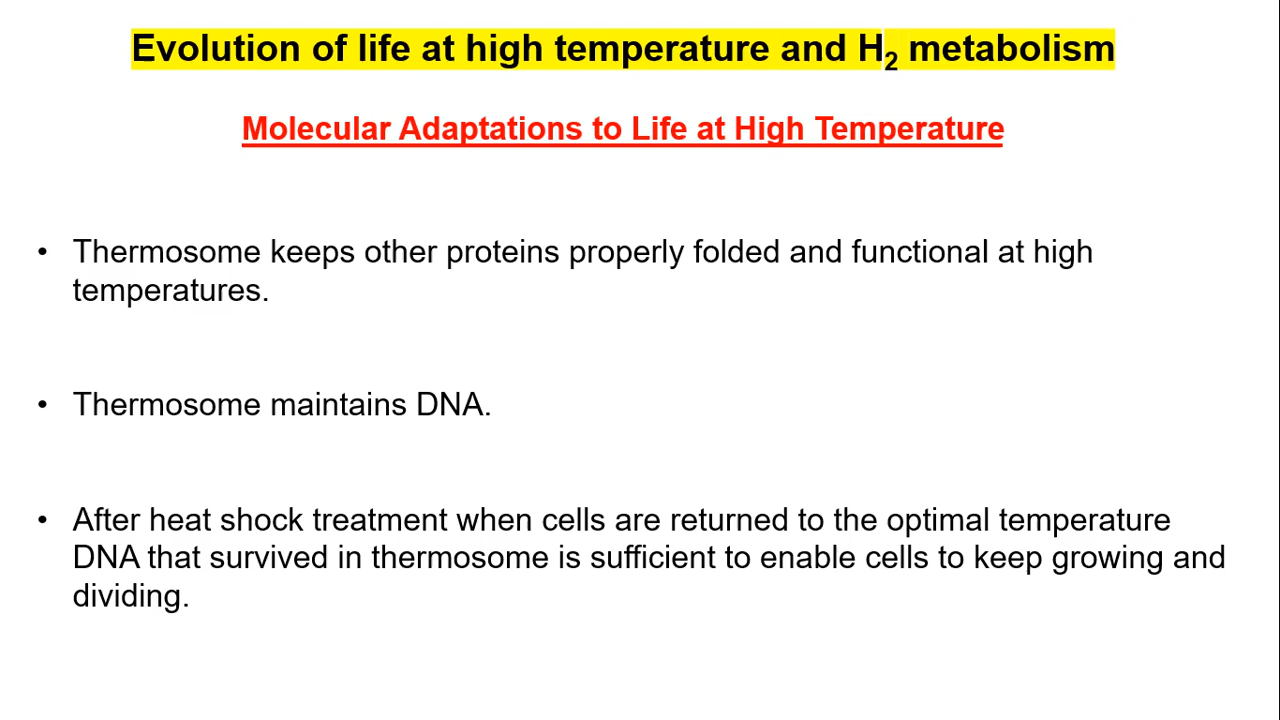 Evolution of life at high temperature and H₂ metabolism
Molecular Adaptations to Life at High Temperature
• Thermosome keeps other proteins properly folded and functional at high
temperatures.
• Thermosome maintains DNA.
• After heat shock treatment when cells are returned to the optimal temperature
DNA that survived in thermosome is sufficient to enable cells to keep growing and
dividing.